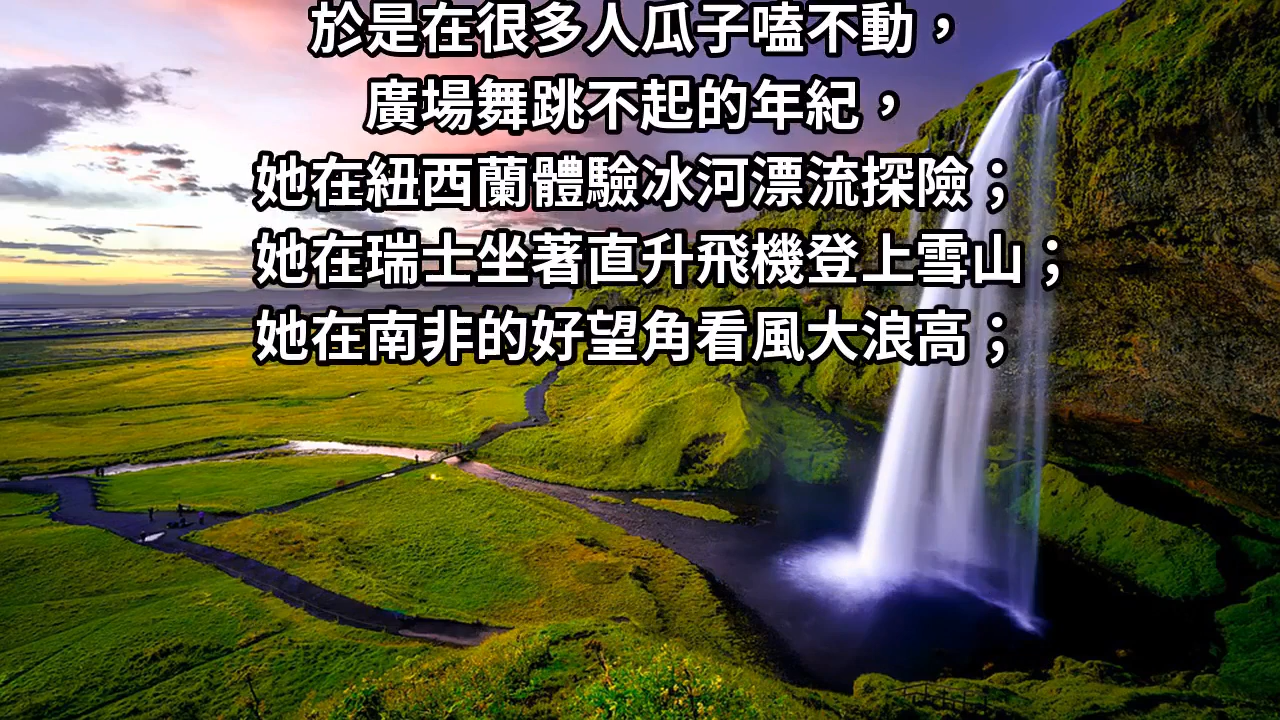 於是在很多人瓜子嗑不動，
廣場舞跳不起的年紀，
她在紐西蘭體驗冰河漂流探險；
她在瑞士坐著直升飛機登上雪山；
她在南非的好望角看風大浪高；